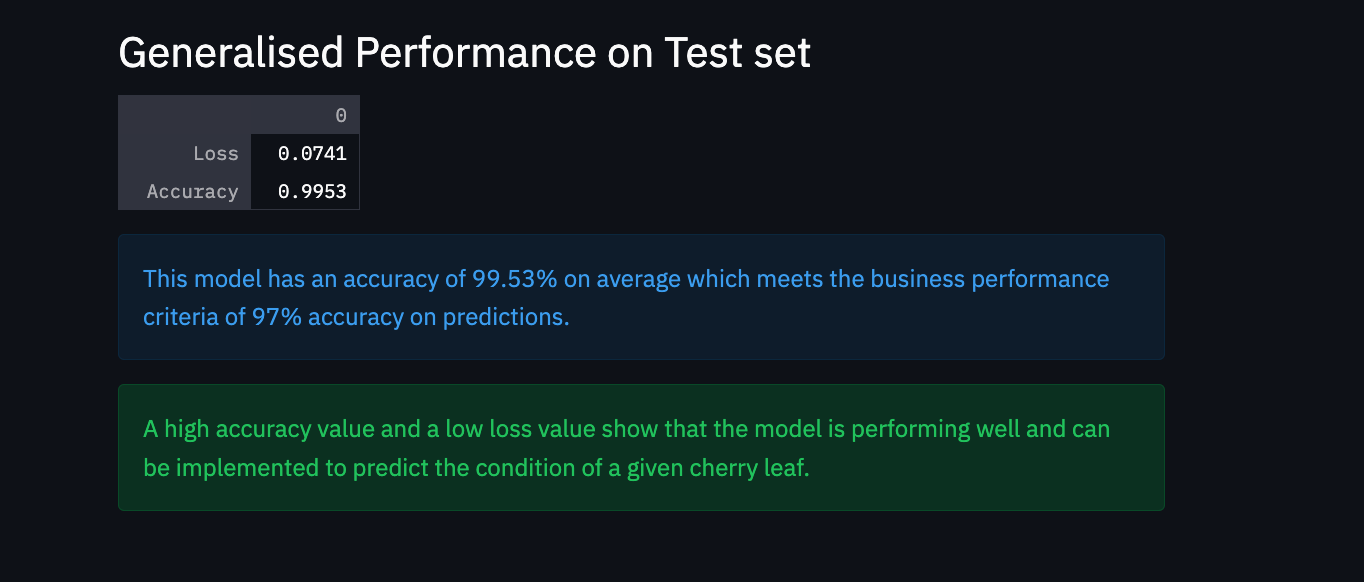 Generalised Performance on Test set
0
Loss 0.0741
Accuracy 0.9953
This model has an accuracy of 99.53% on average which meets the business performance
criteria of 97% accuracy on predictions.
A high accuracy value and a low loss value show that the model is performing well and can
be implemented to predict the condition of a given cherry leaf.